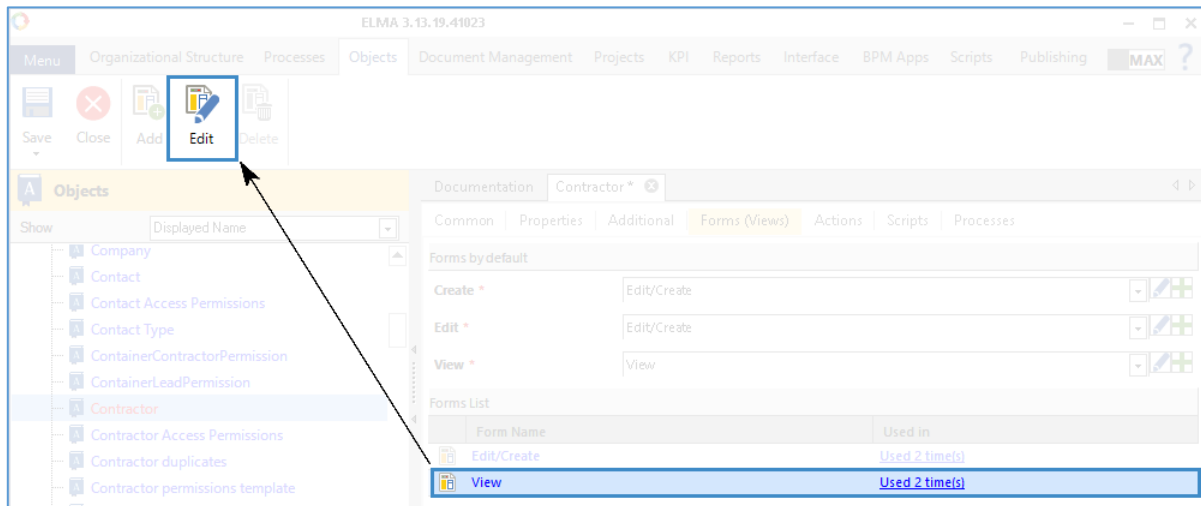 ELMA 3.13.19.41023
Menu Organizational Structure Processes Objects Document Management Projects KPI Reports Interface BPM Apps Scripts Publishing MAX ?
Save Close Add Edit Delete
A Objects
Show Displayed Name
Company
Contact
Contact Access Permissions
Contact Type
ContainerContractorPermission
ContainerLeadPermission
Contractor
Contractor Access Permissions
Contractor duplicates
Contractor permissions template
Documentation Contractor *
Common Properties Additional Forms (Views) Actions Scripts Processes
Forms by default
Create * Edit/Create
Edit * Edit/Create
View * View
Forms List
Form Name Used in
Edit/Create Used 2 time(s)
View Used 2 time(s)